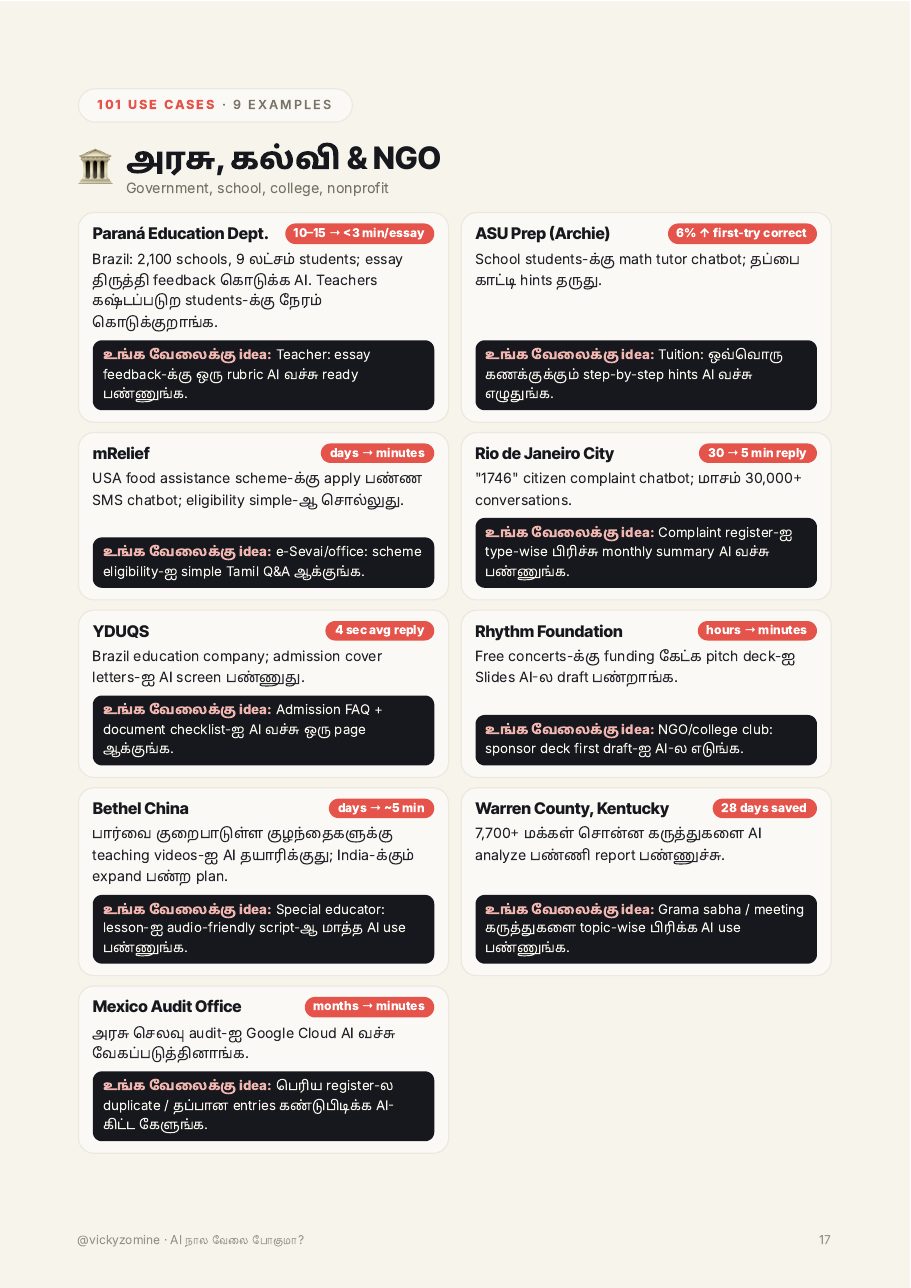 101 USE CASES · 9 EXAMPLES
அரசு, கல்வி & NGO
Government, school, college, nonprofit
Paraná Education Dept. 10–15 → <3 min/essay
Brazil: 2,100 schools, 9 லட்சம் students; essay
திருத்தி feedback கொடுக்க AI. Teachers
கஷ்டப்படுற students-க்கு நேரம்
கொடுக்குறாங்க.
உங்க வேலைக்கு idea: Teacher: essay
feedback-க்கு ஒரு rubric AI வச்சு ready
பண்ணுங்க.
ASU Prep (Archie) 6% ↑ first-try correct
School students-க்கு math tutor chatbot; தப்பை
காட்டி hints தருது.
உங்க வேலைக்கு idea: Tuition: ஒவ்வொரு
கணக்குக்கும் step-by-step hints AI வச்சு
எழுதுங்க.
mRelief days → minutes
USA food assistance scheme-க்கு apply பண்ண
SMS chatbot; eligibility simple-ஆ சொல்லுது.
உங்க வேலைக்கு idea: e-Sevai/office: scheme
eligibility-ஐ simple Tamil Q&A ஆக்குங்க.
Rio de Janeiro City 30 → 5 min reply
"1746" citizen complaint chatbot; மாசம் 30,000+
conversations.
உங்க வேலைக்கு idea: Complaint register-ஐ
type-wise பிரிச்சு monthly summary AI வச்சு
பண்ணுங்க.
YDUQS 4 sec avg reply
Brazil education company; admission cover
letters-ஐ AI screen பண்ணுது.
உங்க வேலைக்கு idea: Admission FAQ +
document checklist-ஐ AI வச்சு ஒரு page
ஆக்குங்க.
Rhythm Foundation hours → minutes
Free concerts-க்கு funding கேட்க pitch deck-ஐ
Slides AI-ல draft பண்றாங்க.
உங்க வேலைக்கு idea: NGO/college club:
sponsor deck first draft-ஐ AI-ல எடுங்க.
Bethel China days → ~5 min
பார்வை குறைபாடுள்ள குழந்தைகளுக்கு
teaching videos-ஐ AI தயாரிக்குது; India-க்கும்
expand பண்ற plan.
உங்க வேலைக்கு idea: Special educator:
lesson-ஐ audio-friendly script-ஆ மாத்த AI use
பண்ணுங்க.
Warren County, Kentucky 28 days saved
7,700+ மக்கள் சொன்ன கருத்துகளை AI
analyze பண்ணி report பண்ணுச்சு.
உங்க வேலைக்கு idea: Grama sabha / meeting
கருத்துகளை topic-wise பிரிக்க AI use
பண்ணுங்க.
Mexico Audit Office months → minutes
அரசு செலவு audit-ஐ Google Cloud AI வச்சு
வேகப்படுத்தினாங்க.
உங்க வேலைக்கு idea: பெரிய register-ல
duplicate / தப்பான entries கண்டுபிடிக்க AI-
கிட்ட கேளுங்க.
@vickyzomine · AI நால வேலை போகுமா? 17